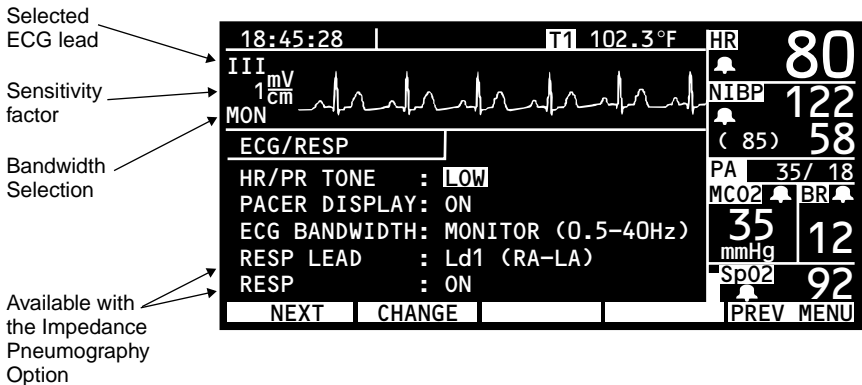 Selected
ECG lead
Sensitivity
factor
Bandwidth
Selection
Available with
the Impedance
Pneumography
Option
18:45:28 T1 102.3°F
III
1 mV
cm
MON
ECG/RESP
HR/PR TONE : LOW
PACER DISPLAY: ON
ECG BANDWIDTH: MONITOR (0.5-40Hz)
RESP LEAD : Ld1 (RA-LA)
RESP : ON
NEXT CHANGE PREV MENU
HR 80
NIBP 122
( 85) 58
PA 35/ 18
MCO2 BR
35 12
mmHg
SpO2 92